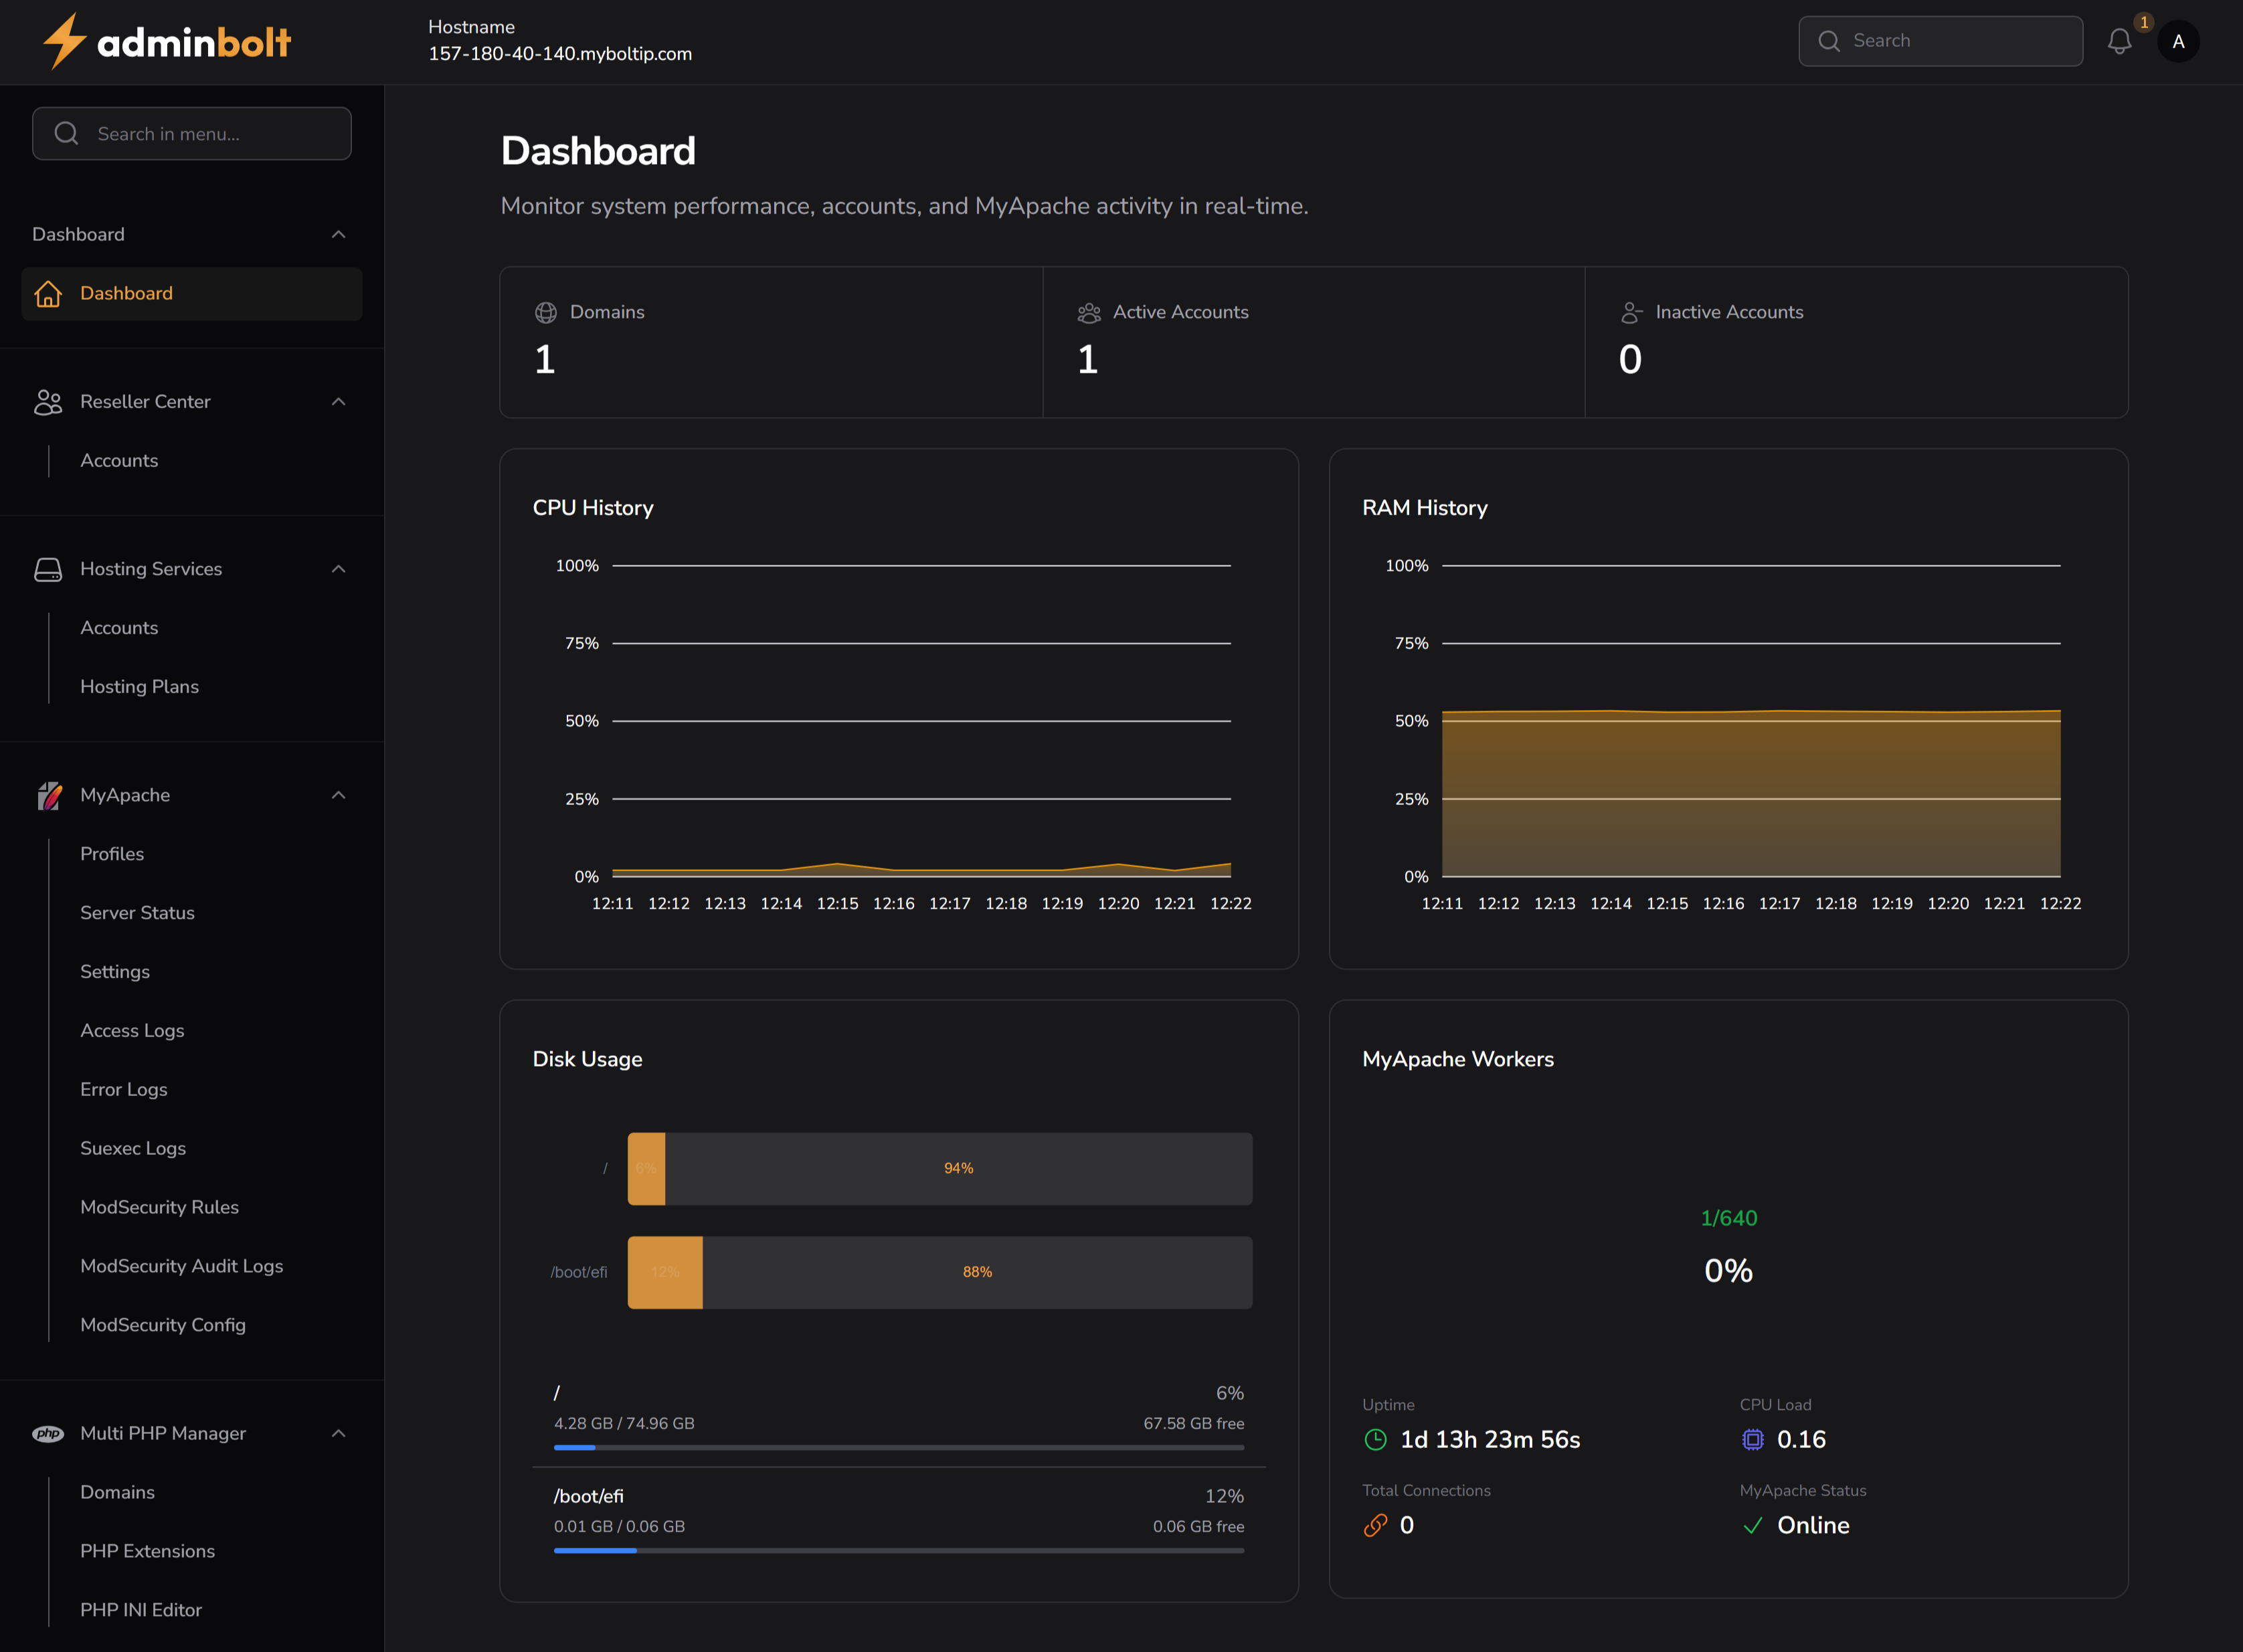 adminbolt
Hostname
157-180-40-140.myboltip.com
Search
1
A
Search in menu...
Dashboard
Dashboard
Reseller Center
Accounts
Hosting Services
Accounts
Hosting Plans
MyApache
Profiles
Server Status
Settings
Access Logs
Error Logs
Suexec Logs
ModSecurity Rules
ModSecurity Audit Logs
ModSecurity Config
php Multi PHP Manager
Domains
PHP Extensions
PHP INI Editor
Dashboard
Monitor system performance, accounts, and MyApache activity in real-time.
Domains
1
Active Accounts
1
Inactive Accounts
0
CPU History
100%
75%
50%
25%
0%
12:11 12:12 12:13 12:14 12:15 12:16 12:17 12:18 12:19 12:20 12:21 12:22
RAM History
100%
75%
50%
25%
0%
12:11 12:12 12:13 12:14 12:15 12:16 12:17 12:18 12:19 12:20 12:21 12:22
Disk Usage
/ 6% 94%
/boot/efi 12% 88%
/ 6%
4.28 GB / 74.96 GB 67.58 GB free
/boot/efi 12%
0.01 GB / 0.06 GB 0.06 GB free
MyApache Workers
1/640
0%
Uptime
1d 13h 23m 56s
CPU Load
0.16
Total Connections
0
MyApache Status
Online